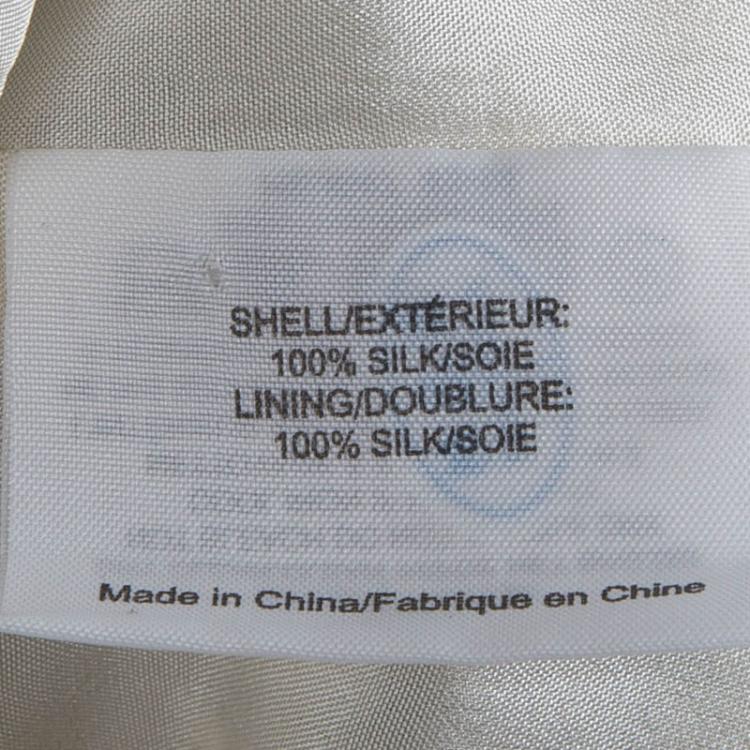 SHELL/EXTÉRIEUR:
100% SILK/SOIE
LINING/DOUBLURE:
100% SILK/SOIE
Made in China/Fabrique en Chine